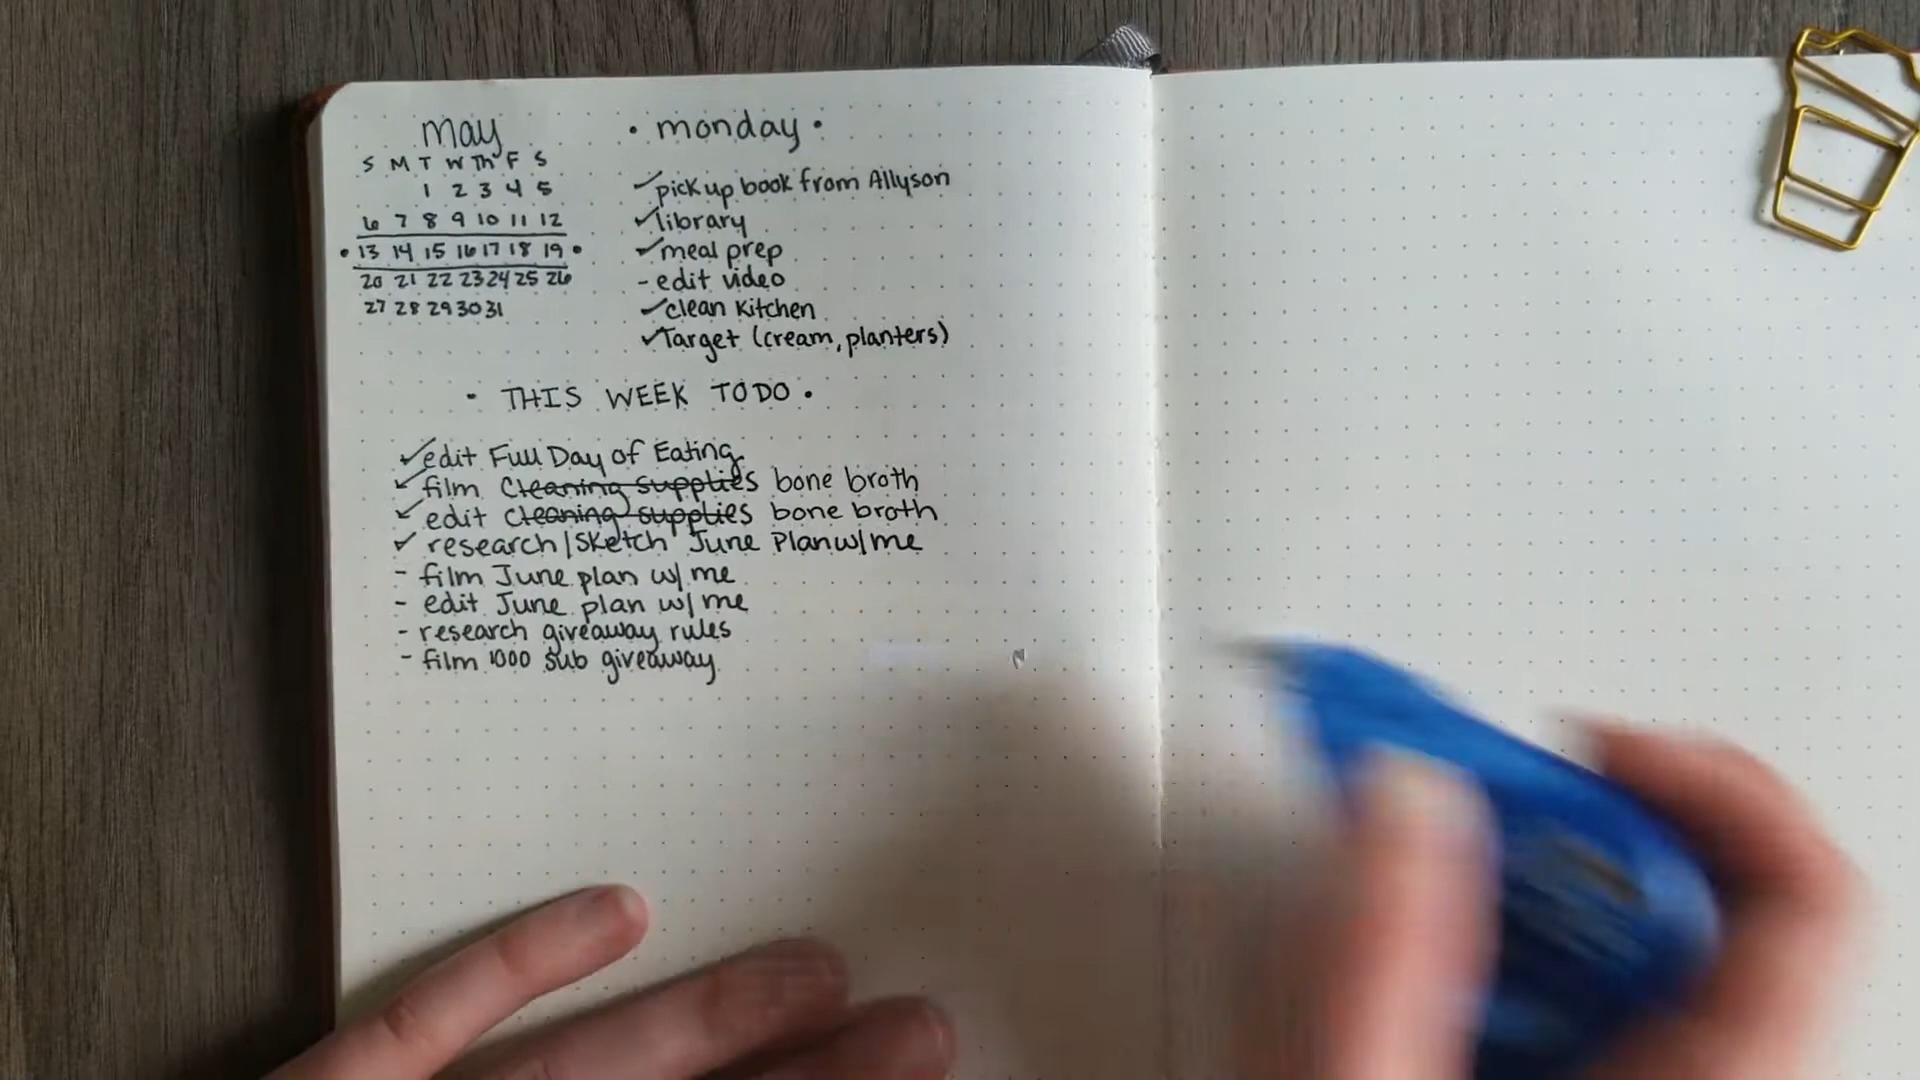 may
S M T W Th F S
1 2 3 4 5
6 7 8 9 10 11 12
• 13 14 15 16 17 18 19 •
20 21 22 23 24 25 26
27 28 29 30 31
• monday •
✓pick up book from Allyson
✓library
✓meal prep
- edit video
✓clean kitchen
✓Target (cream, planters)
• THIS WEEK TO DO •
✓edit Full Day of Eating
✓film cleaning supplies bone broth
✓edit cleaning supplies bone broth
✓ research/sketch June Plan w/ me
- film June plan w/ me
- edit June plan w/ me
- research giveaway rules
- film 1000 sub giveaway